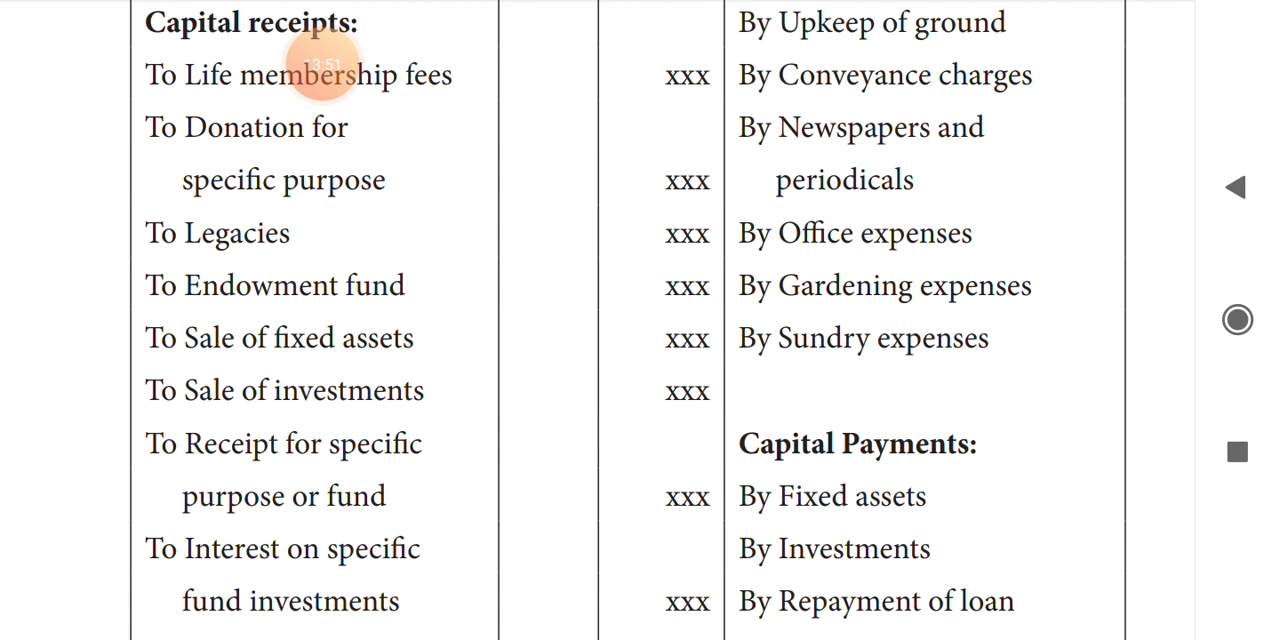 Capital receipts:
To Life membership fees xxx
To Donation for
specific purpose xxx
To Legacies xxx
To Endowment fund xxx
To Sale of fixed assets xxx
To Sale of investments xxx
To Receipt for specific
purpose or fund xxx
To Interest on specific
fund investments xxx
By Upkeep of ground
By Conveyance charges
By Newspapers and
periodicals
By Office expenses
By Gardening expenses
By Sundry expenses
Capital Payments:
By Fixed assets
By Investments
By Repayment of loan
13:51